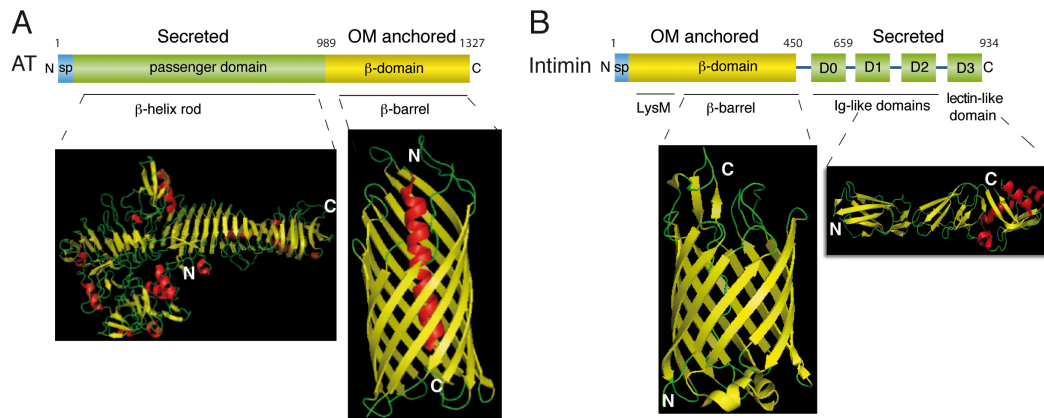 A
1
Secreted
989
OM anchored
1327
AT
N
sp
passenger domain
β-domain
C
β-helix rod
β-barrel
C
N
N
C
B
1
OM anchored
450
659
Secreted
934
Intimin
N
sp
β-domain
D0
D1
D2
D3
C
LysM
β-barrel
Ig-like domains
lectin-like
domain
C
N
C
N